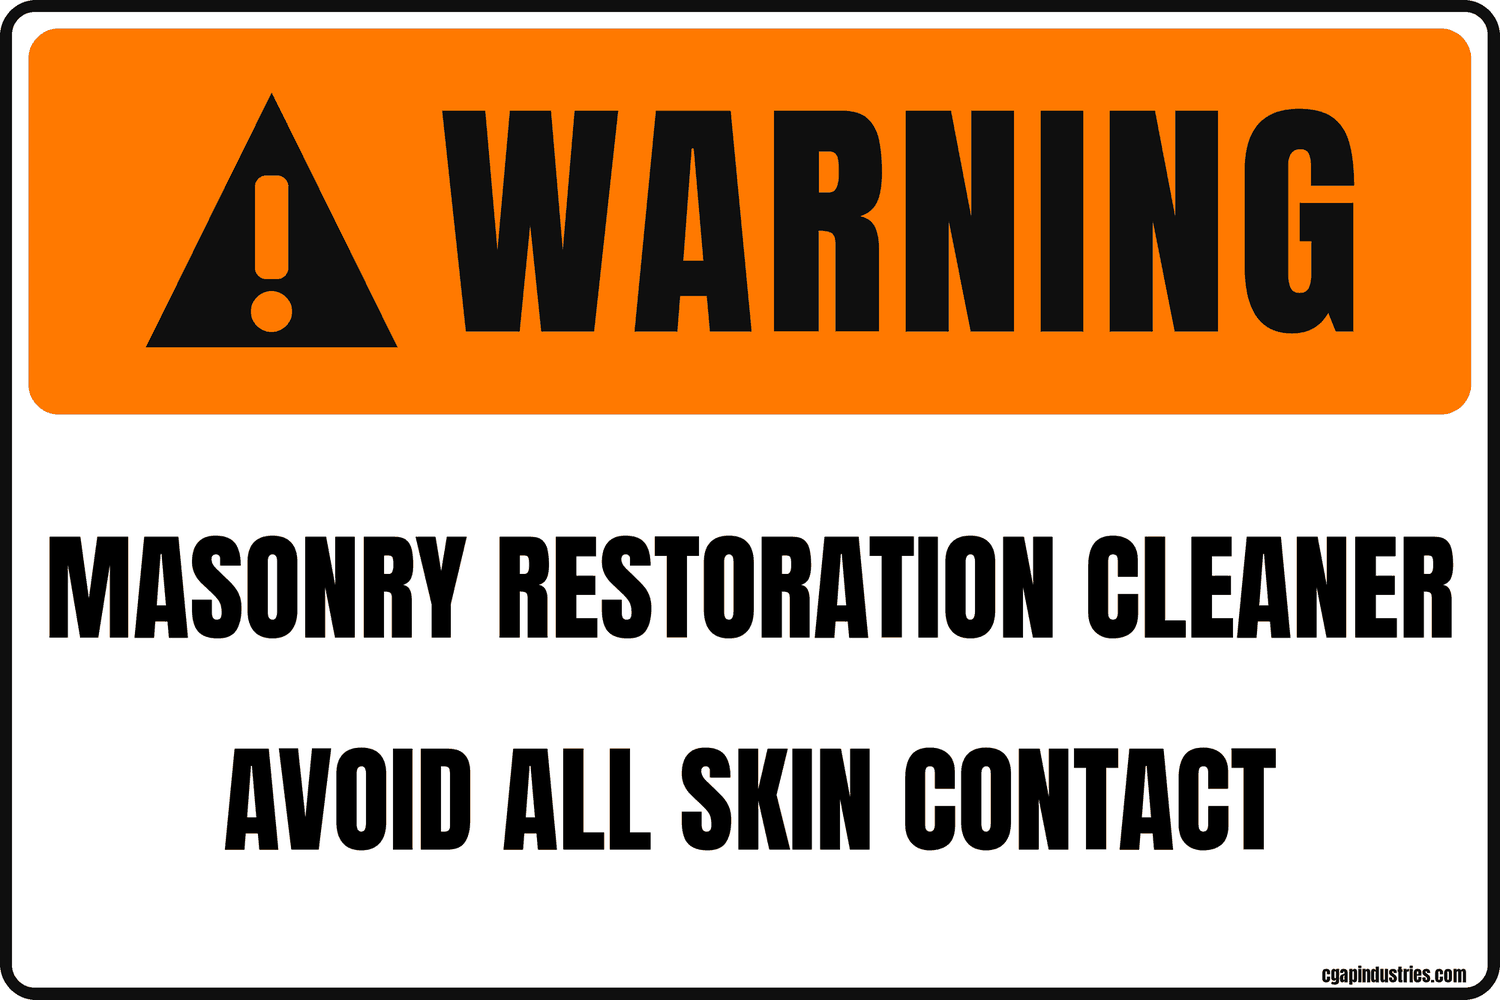 WARNING
MASONRY RESTORATION CLEANER
AVOID ALL SKIN CONTACT
cgapindustries.com